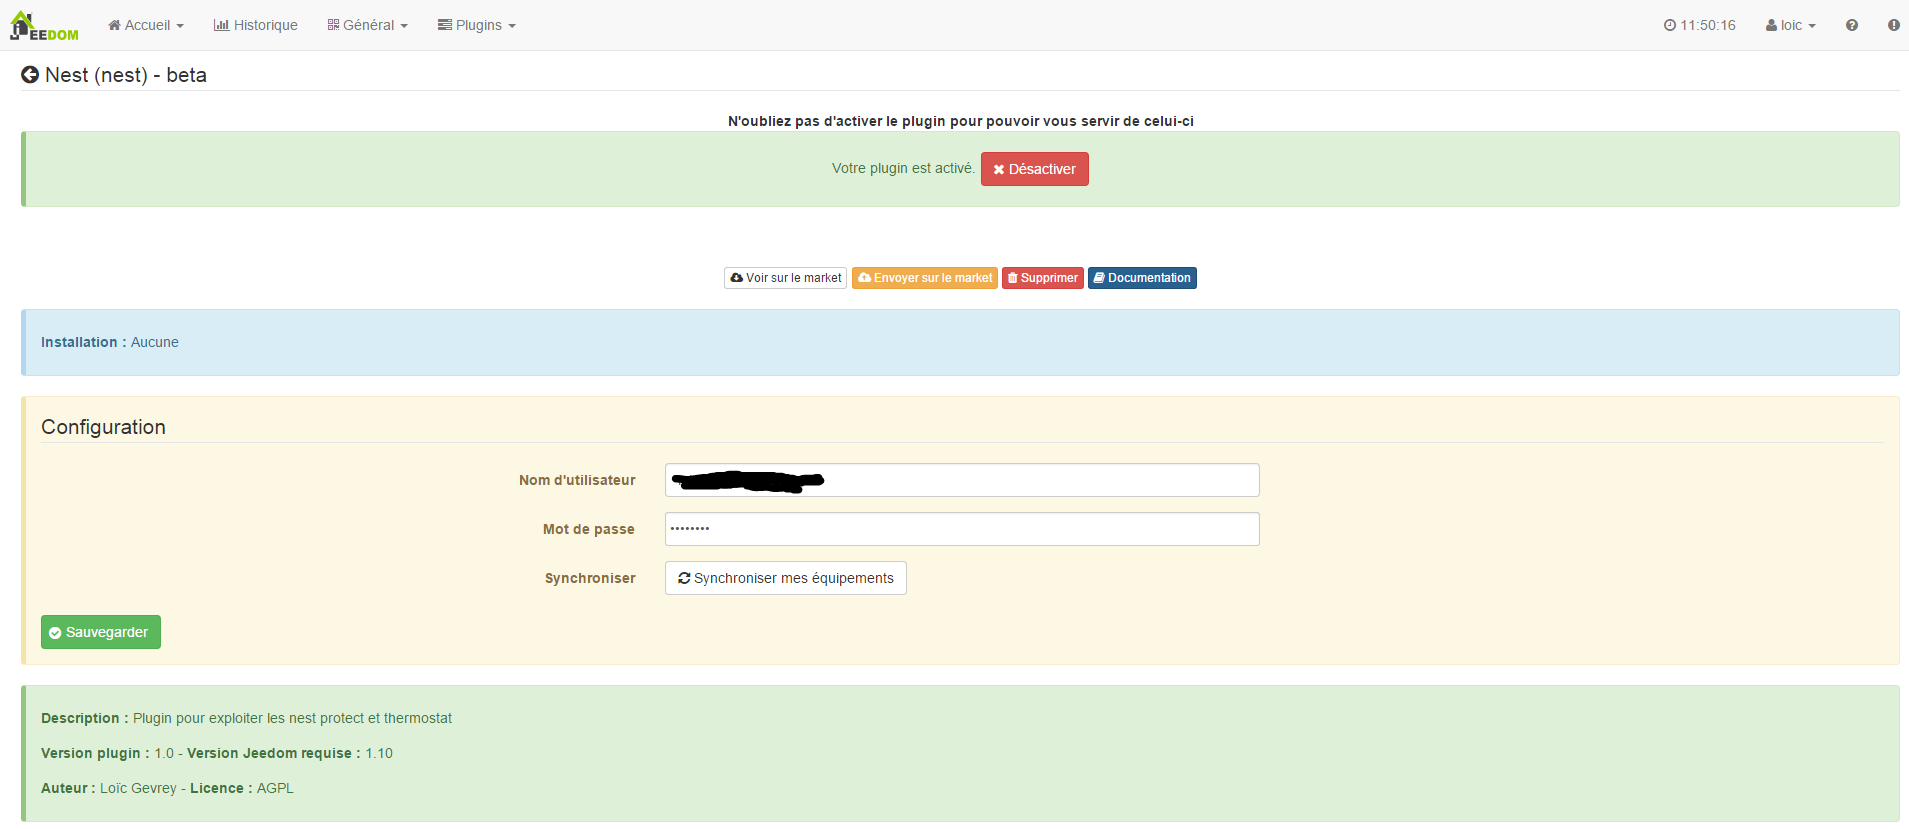 JEEDOM Accueil Historique Général Plugins 11:50:16 loic
Nest (nest) - beta
N'oubliez pas d'activer le plugin pour pouvoir vous servir de celui-ci
Votre plugin est activé. Désactiver
Voir sur le market Envoyer sur le market Supprimer Documentation
Installation : Aucune
Configuration
Nom d'utilisateur
Mot de passe ••••••••
Synchroniser Synchroniser mes équipements
Sauvegarder
Description : Plugin pour exploiter les nest protect et thermostat
Version plugin : 1.0 - Version Jeedom requise : 1.10
Auteur : Loïc Gevrey - Licence : AGPL